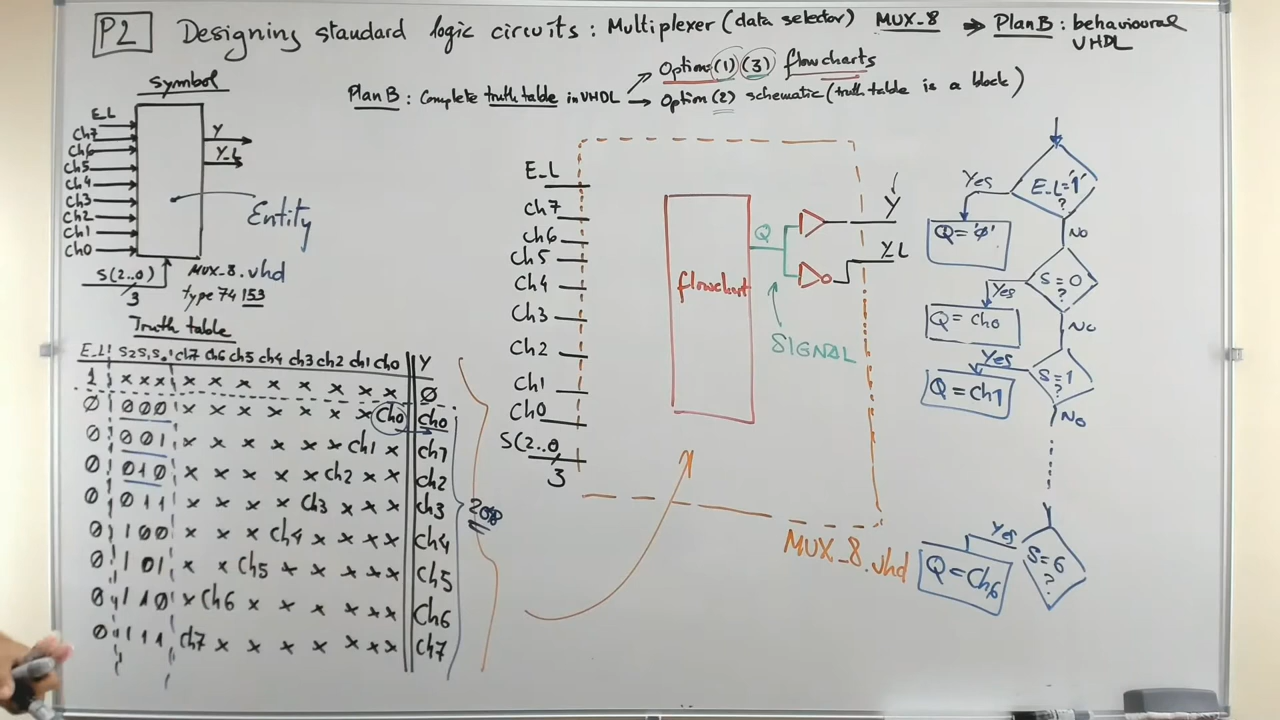 P2 Designing standard logic circuits : Multiplexer (data selector) MUX-8 ⇒ Plan B : behavioural VHDL
Plan B : Complete truth table in VHDL
→ Option (1) (3) flowcharts
→ Option (2) schematic (truth table is a block)
Symbol
E_L
Ch7
Ch6
Ch5
Ch4
Ch3
Ch2
Ch1
Ch0
S(2..0)
3
Y
Y_L
Entity
MUX_8.vhd
type 74 153
Truth table
E_L S2 S1 S0 Ch7 Ch6 Ch5 Ch4 Ch3 Ch2 Ch1 Ch0 Y
1 x x x x x x x x x x x Ø
Ø 0 0 0 x x x x x x x Ch0 Ch0
Ø 0 0 1 x x x x x x Ch1 x Ch1
Ø 0 1 0 x x x x x Ch2 x x Ch2
Ø 0 1 1 x x x x Ch3 x x x Ch3
Ø 1 0 0 x x x Ch4 x x x x Ch4
Ø 1 0 1 x x Ch5 x x x x x Ch5
Ø 1 1 0 x Ch6 x x x x x x Ch6
Ø 1 1 1 Ch7 x x x x x x x Ch7
E_L
Ch7
Ch6
Ch5
Ch4
Ch3
Ch2
Ch1
Ch0
S(2..0
3
flowchart
Q
SIGNAL
Y
Y_L
MUX_8.vhd
E_L='1' ?
Yes
Q='Ø'
NO
S=0 ?
Yes
Q=Ch0
No
S=1 ?
Yes
Q=Ch1
No
S=6 ?
Yes
Q=Ch6